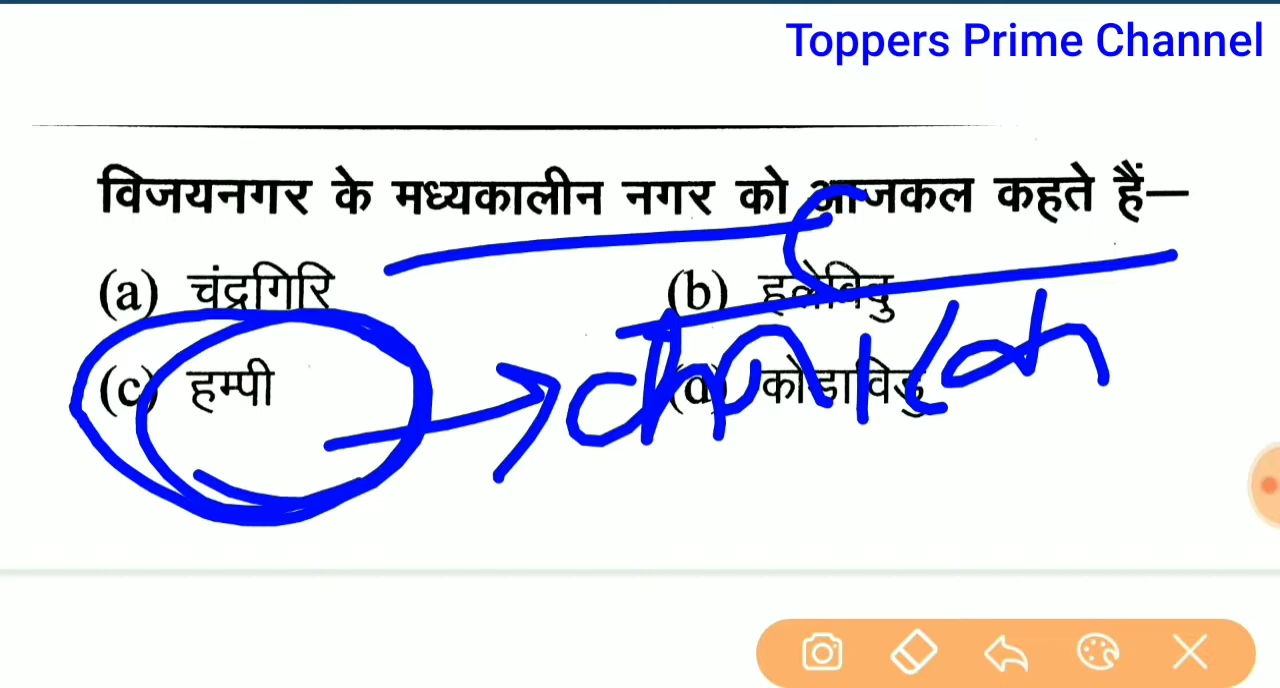 Toppers Prime Channel
विजयनगर के मध्यकालीन नगर को आजकल कहते हैं—
(a) चंद्रगिरि (b) हलेविदु
(c) हम्पी (d) कोंडाविडु